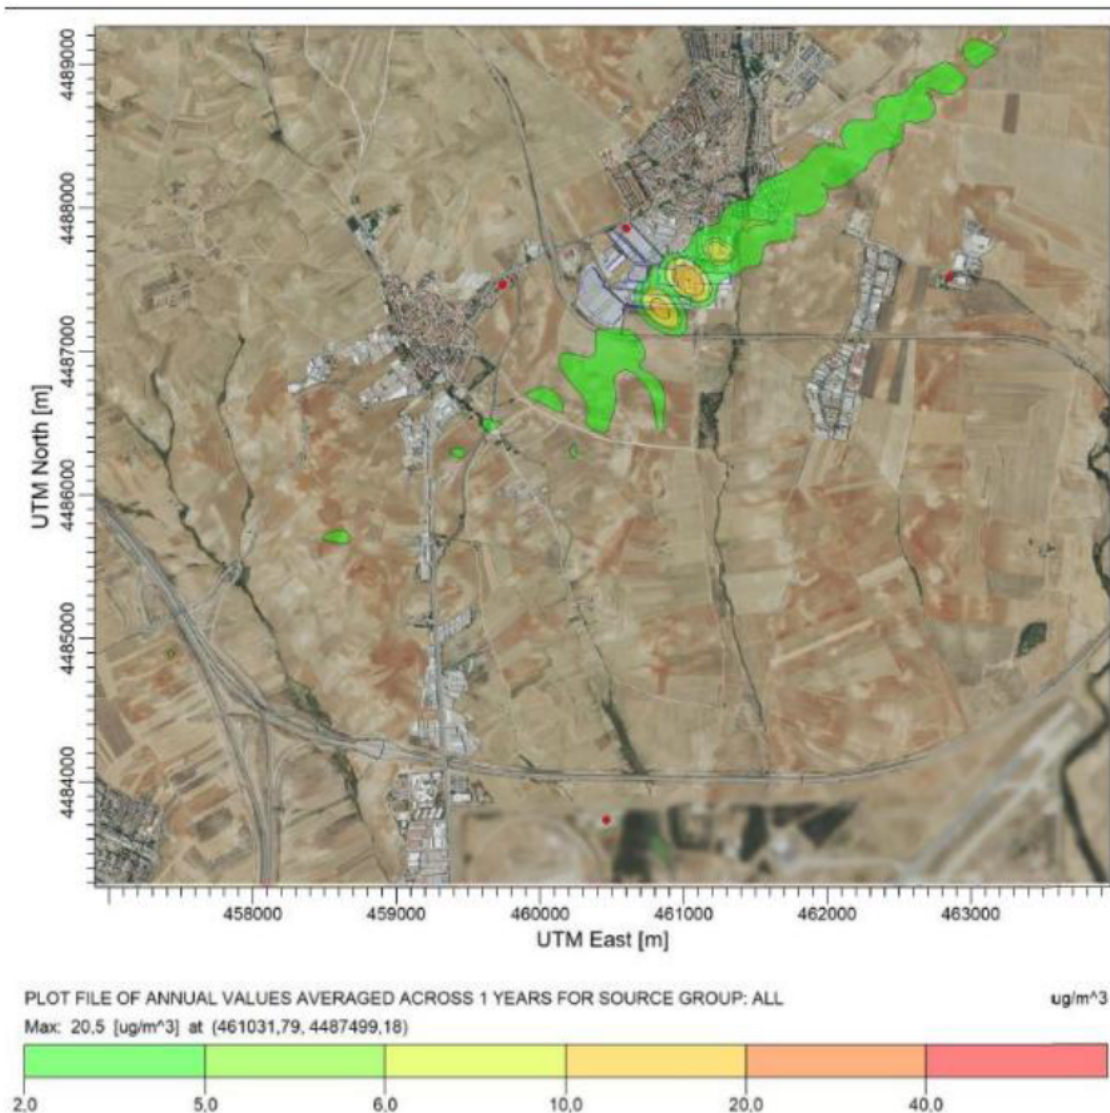 4489000
4488000
4487000
4486000
4485000
4484000
UTM North [m]
458000 459000 460000 461000 462000 463000
UTM East [m]
PLOT FILE OF ANNUAL VALUES AVERAGED ACROSS 1 YEARS FOR SOURCE GROUP: ALL ug/m^3
Max: 20.5 [ug/m^3] at (461031,79, 4487499,18)
2,0 5,0 6,0 10,0 20,0 40,0